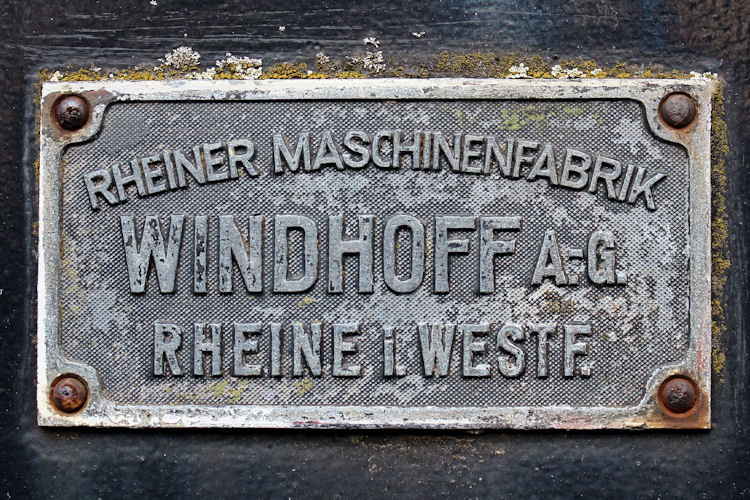 RHEINER MASCHINENFABRIK
WINDHOFF A.-G.
RHEINE i. WESTF.